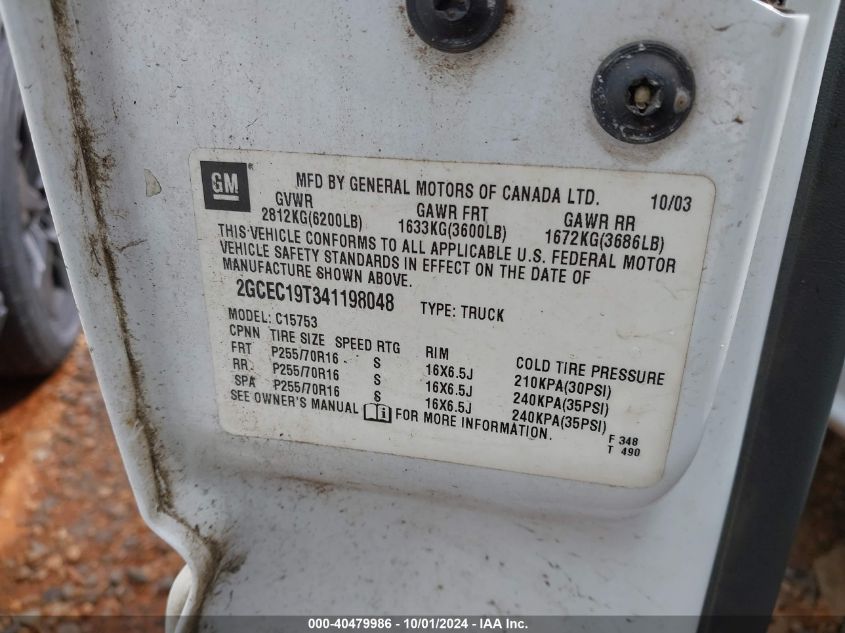 GM ® MFD BY GENERAL MOTORS OF CANADA LTD. 10/03
GVWR GAWR FRT GAWR RR
2812KG(6200LB) 1633KG(3600LB) 1672KG(3686LB)
THIS VEHICLE CONFORMS TO ALL APPLICABLE U.S. FEDERAL MOTOR
VEHICLE SAFETY STANDARDS IN EFFECT ON THE DATE OF
MANUFACTURE SHOWN ABOVE.
2GCEC19T341198048 TYPE: TRUCK
MODEL: C15753
CPNN TIRE SIZE SPEED RTG RIM COLD TIRE PRESSURE
FRT P255/70R16 S 16X6.5J 210KPA(30PSI)
RR P255/70R16 S 16X6.5J 240KPA(35PSI)
SPA P255/70R16 S 16X6.5J 240KPA(35PSI)
SEE OWNER'S MANUAL FOR MORE INFORMATION.
F 348
T 490
000-40479986 - 10/01/2024 - IAA Inc.